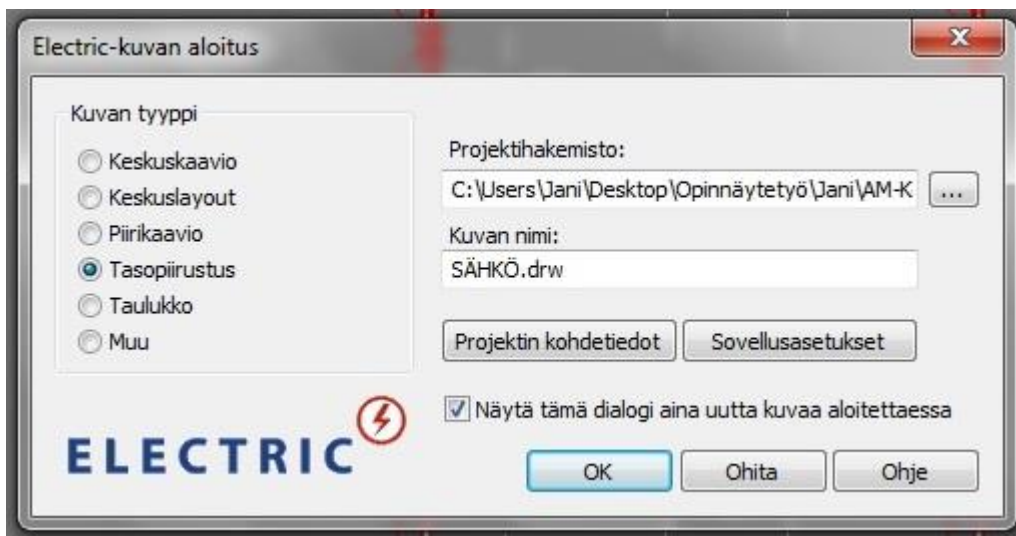 Electric-kuvan aloitus
Kuvan tyyppi
Keskuskaavio
Keskuslayout
Piirikaavio
Tasopiirustus
Taulukko
Muu
ELECTRIC
Projektihakemisto:
C:\Users\Jani\Desktop\Opinnäytetyö\Jani\AM-K
...
Kuvan nimi:
SÄHKÖ.drw
Projektin kohdetiedot Sovellusasetukset
Näytä tämä dialogi aina uutta kuvaa aloitettaessa
OK Ohita Ohje